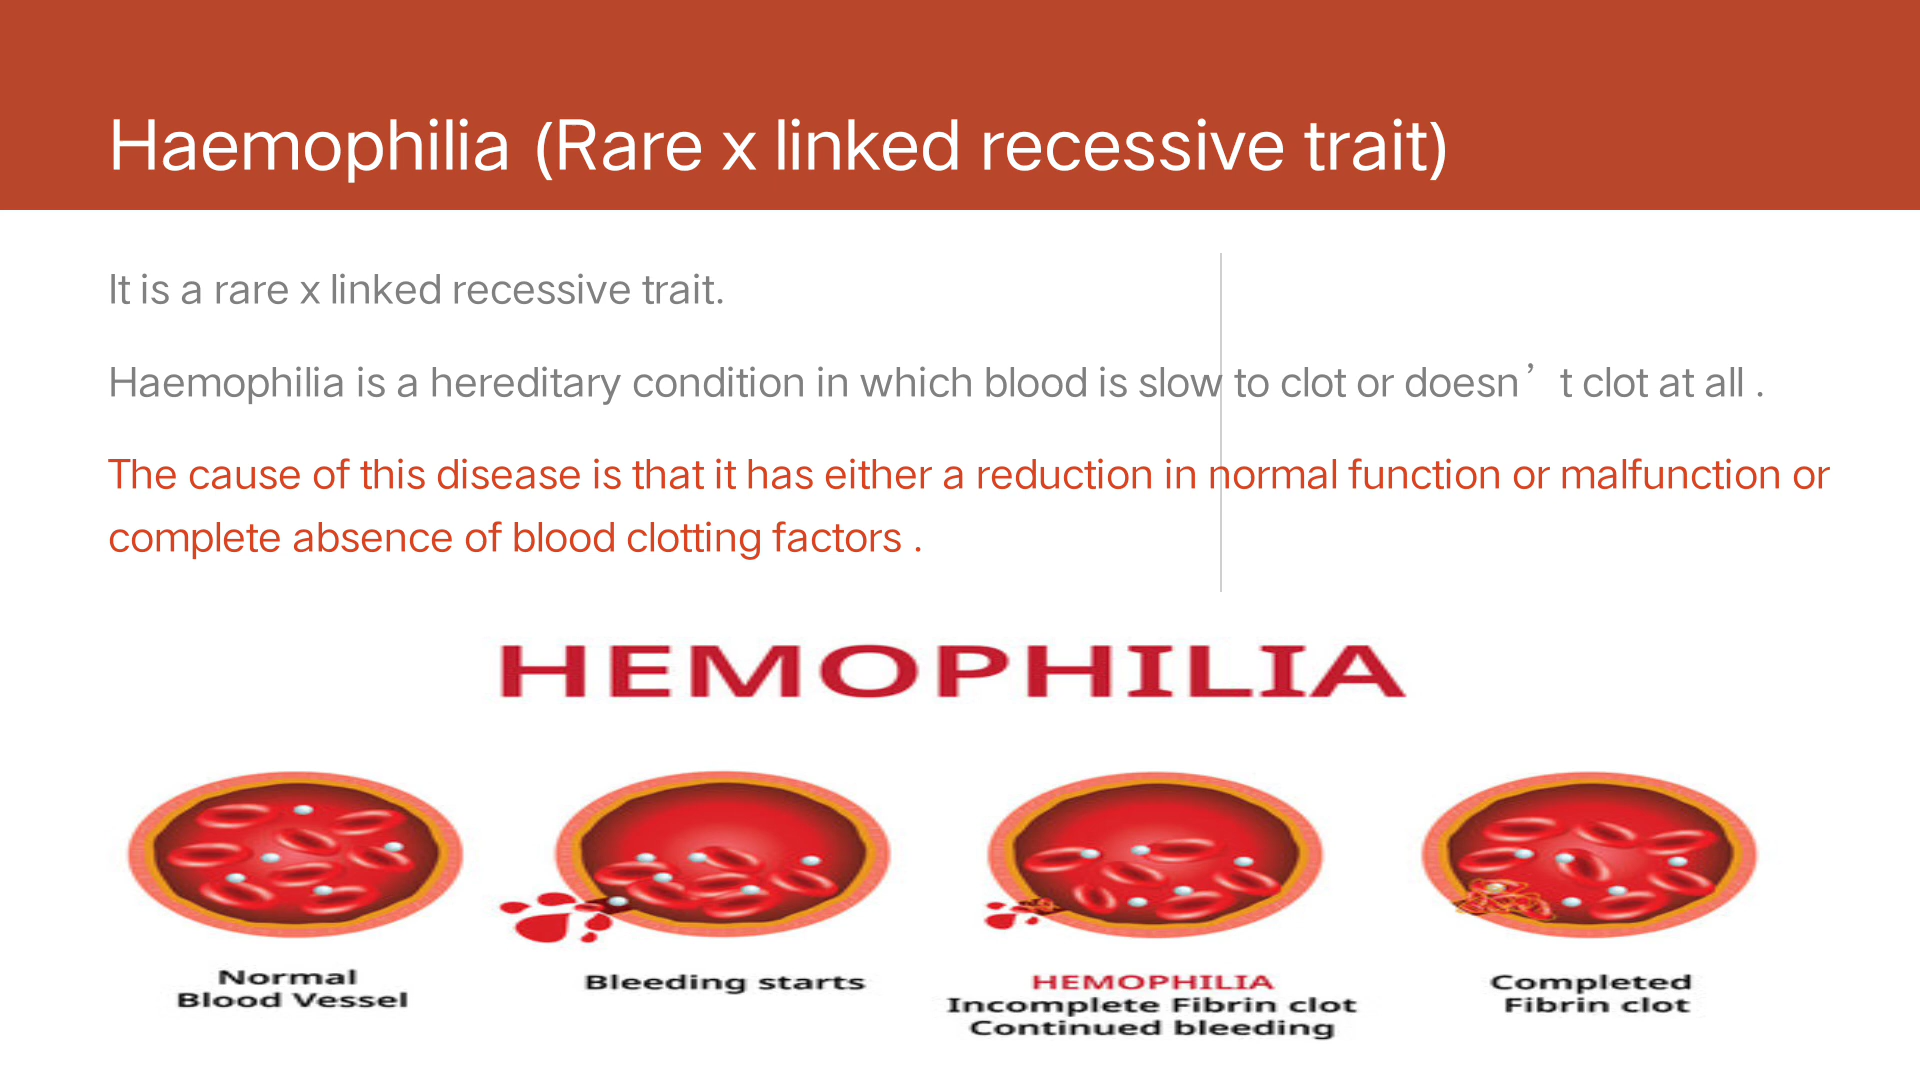 Haemophilia (Rare x linked recessive trait)
It is a rare x linked recessive trait.
Haemophilia is a hereditary condition in which blood is slow to clot or doesn’t clot at all .
The cause of this disease is that it has either a reduction in normal function or malfunction or
complete absence of blood clotting factors .
HEMOPHILIA
Normal
Blood Vessel
Bleeding starts
HEMOPHILIA
Incomplete Fibrin clot
Continued bleeding
Completed
Fibrin clot